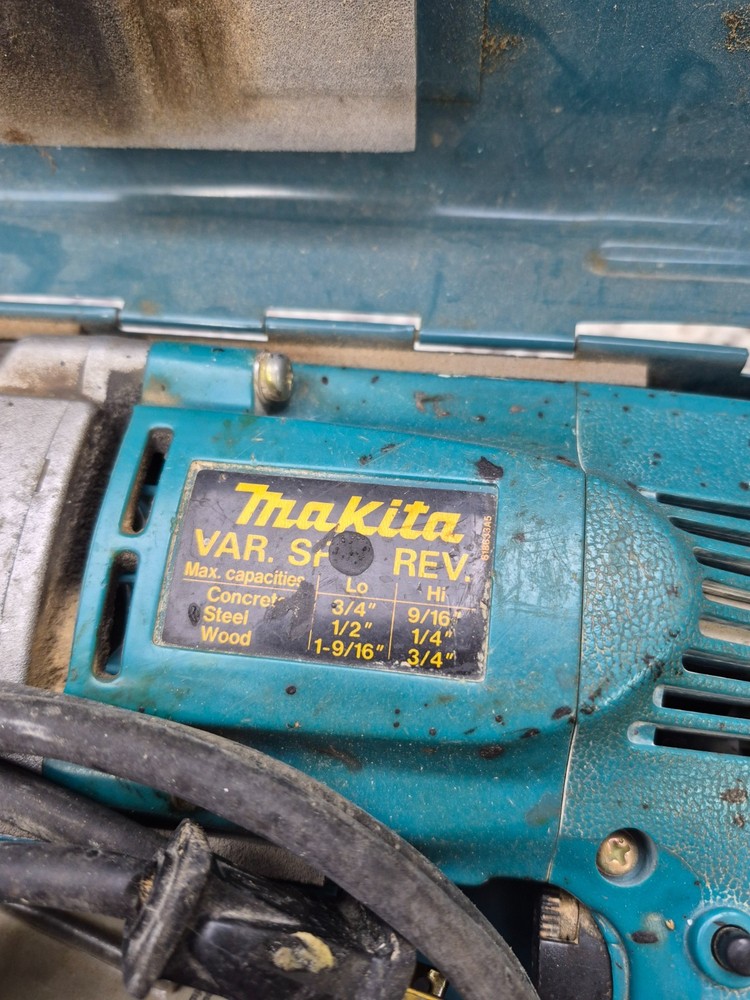 makita
VAR. SP REV.
Max. capacities Lo Hi
Concrete 3/4" 9/16"
Steel 1/2" 1/4"
Wood 1-9/16" 3/4"